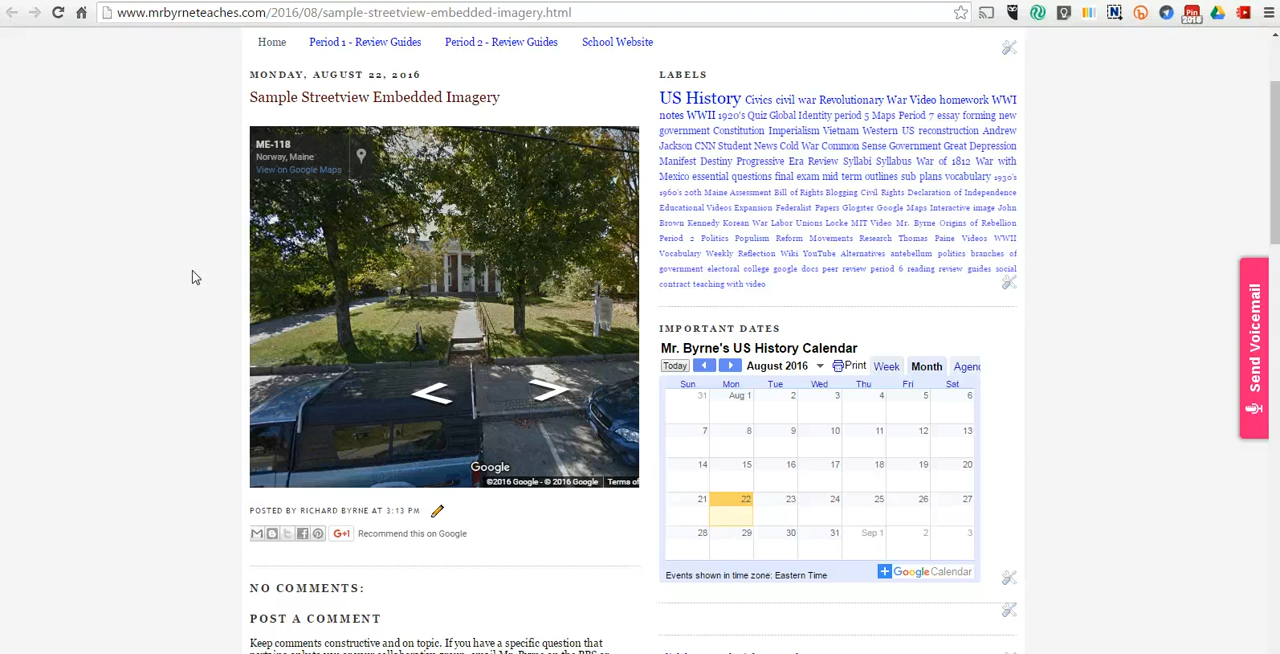 www.mrbyrneteaches.com/2016/08/sample-streetview-embedded-imagery.html
Pin
2016
Home Period 1 - Review Guides Period 2 - Review Guides School Website
MONDAY, AUGUST 22, 2016
Sample Streetview Embedded Imagery
ME-118
Norway, Maine
View on Google Maps
Google
©2016 Google - © 2016 Google Terms of
POSTED BY RICHARD BYRNE AT 3:13 PM
G+1 Recommend this on Google
NO COMMENTS:
POST A COMMENT
Keep comments constructive and on topic. If you have a specific question that
LABELS
US History Civics civil war Revolutionary War Video homework WWI
notes WWII 1920's Quiz Global Identity period 5 Maps Period 7 essay forming new
government Constitution Imperialism Vietnam Western US reconstruction Andrew
Jackson CNN Student News Cold War Common Sense Government Great Depression
Manifest Destiny Progressive Era Review Syllabi Syllabus War of 1812 War with
Mexico essential questions final exam mid term outlines sub plans vocabulary 1930's
1960's 20th Maine Assessment Bill of Rights Blogging Civil Rights Declaration of Independence
Educational Videos Expansion Federalist Papers Glogster Google Maps Interactive image John
Brown Kennedy Korean War Labor Unions Locke MIT Video Mr. Byrne Origins of Rebellion
Period 2 Politics Populism Reform Movements Research Thomas Paine Videos WWII
Vocabulary Weekly Reflection Wiki YouTube Alternatives antebellum politics branches of
government electoral college google docs peer review period 6 reading review guides social
contract teaching with video
IMPORTANT DATES
Mr. Byrne's US History Calendar
Today August 2016 Print Week Month Agen
Sun Mon Tue Wed Thu Fri Sat
31 Aug 1 2 3 4 5 6
7 8 9 10 11 12 13
14 15 16 17 18 19 20
21 22 23 24 25 26 27
28 29 30 31 Sep 1 2 3
Events shown in time zone: Eastern Time
Google Calendar
Send Voicemail